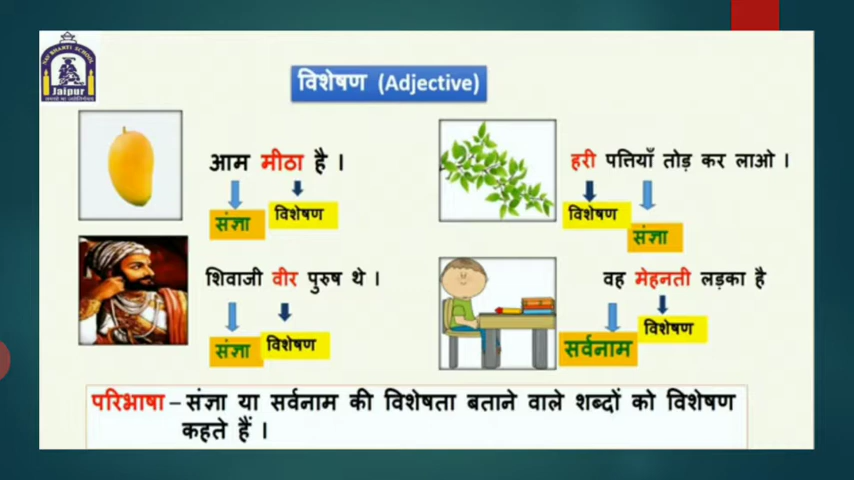 Jaipur
विशेषण (Adjective)
आम मीठा है ।
संज्ञा
विशेषण
हरी पत्तियाँ तोड़ कर लाओ ।
विशेषण
संज्ञा
शिवाजी वीर पुरुष थे ।
संज्ञा
विशेषण
वह मेहनती लड़का है
सर्वनाम
विशेषण
परिभाषा – संज्ञा या सर्वनाम की विशेषता बताने वाले शब्दों को विशेषण
कहते हैं ।